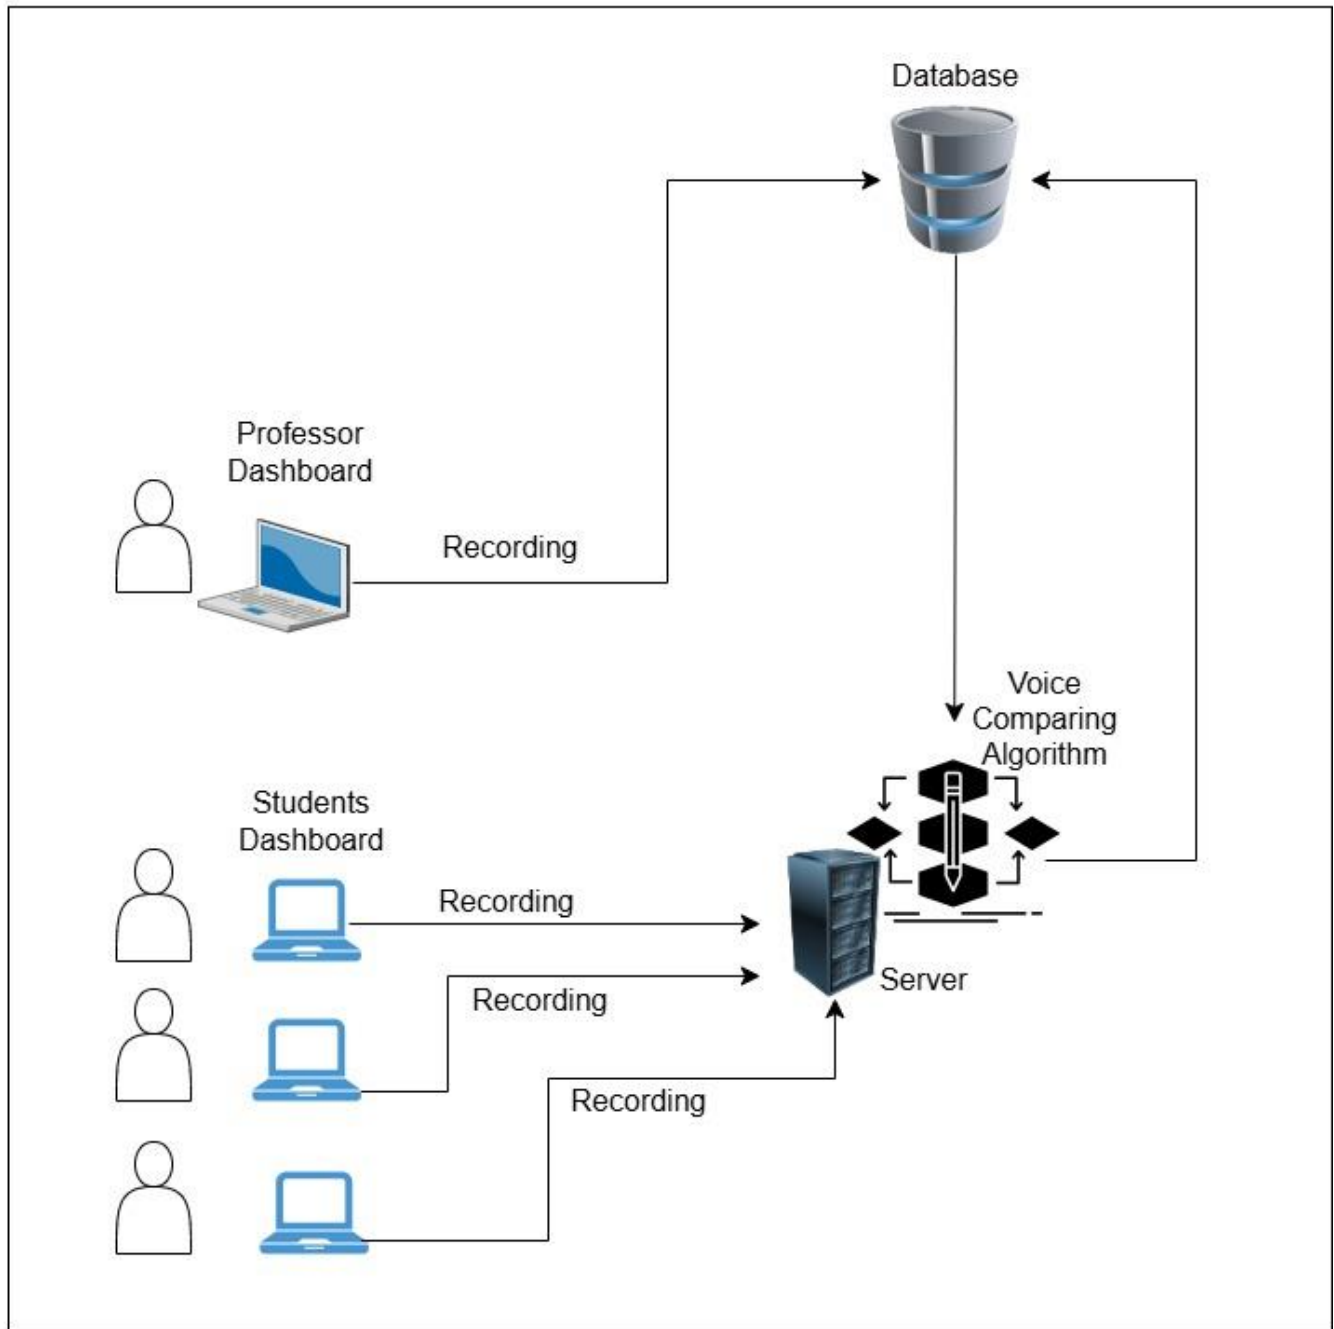 Database
Professor
Dashboard
Recording
Voice
Comparing
Algorithm
Students
Dashboard
Recording
Server
Recording
Recording